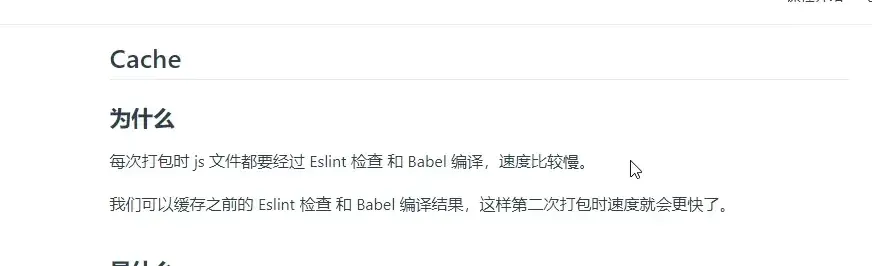 Cache
为什么
每次打包时 js 文件都要经过 Eslint 检查 和 Babel 编译，速度比较慢。
我们可以缓存之前的 Eslint 检查 和 Babel 编译结果，这样第二次打包时速度就会更快了。